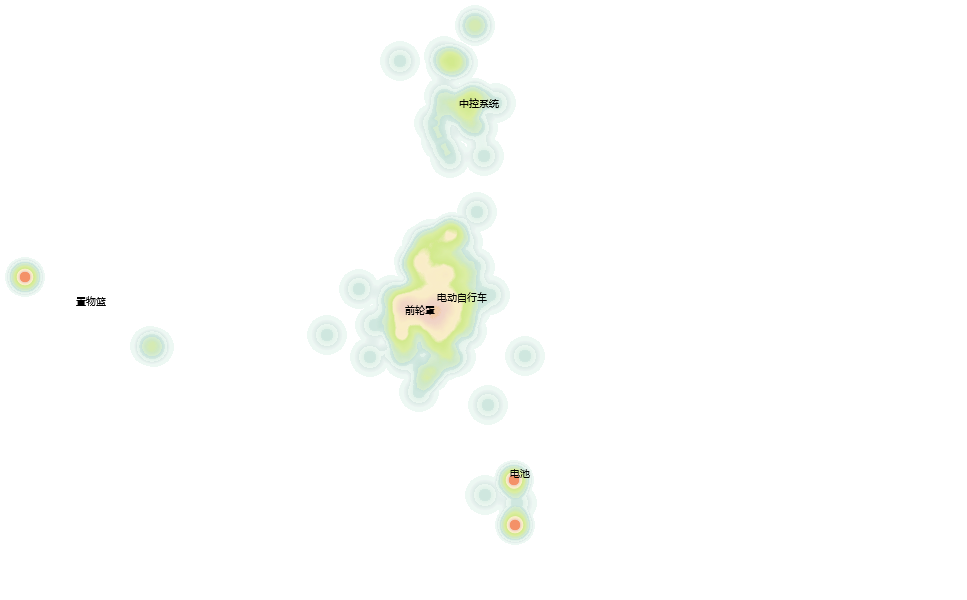 中控系统
电动自行车
置物篮
前轮罩
电池